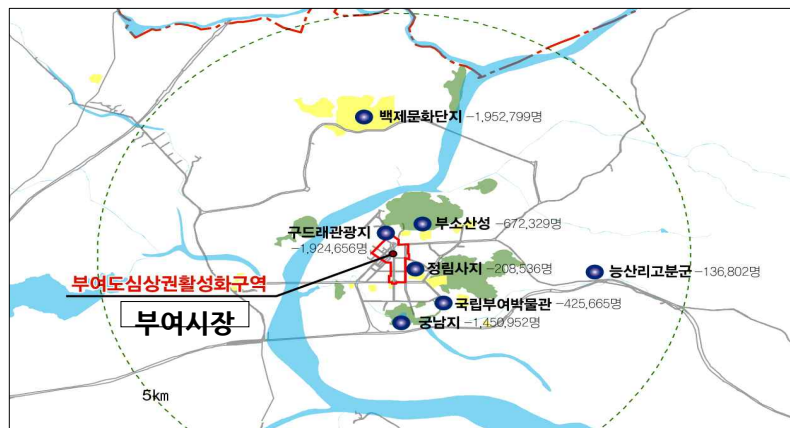 백제문화단지 -1,952,799명
부소산성 -672,329명
구드래관광지
-1,924,656명
정림사지 -208,536명
능산리고분군 -136,802명
부여도심상권활성화구역
국립부여박물관 -425,665명
부여시장
궁남지 -1,450,952명
5km